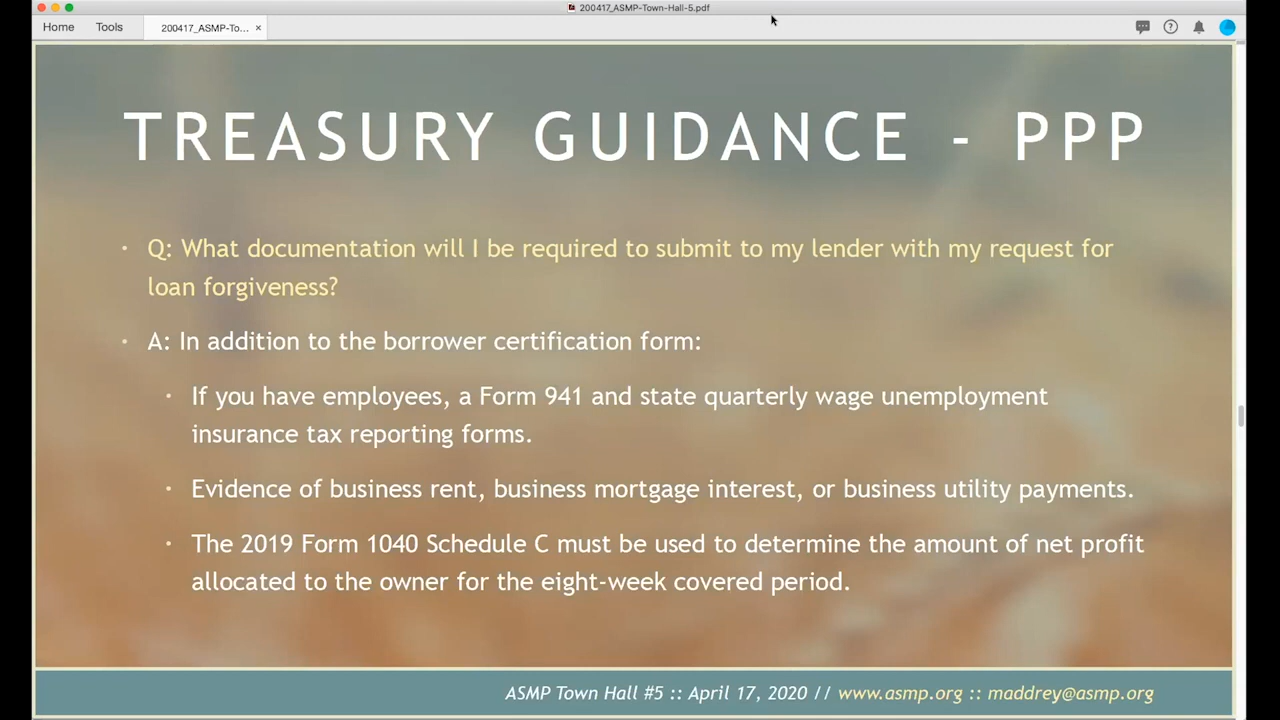 200417_ASMP-Town-Hall-5.pdf
Home Tools 200417_ASMP-To... ×
TREASURY GUIDANCE - PPP
• Q: What documentation will I be required to submit to my lender with my request for
loan forgiveness?
• A: In addition to the borrower certification form:
• If you have employees, a Form 941 and state quarterly wage unemployment
insurance tax reporting forms.
• Evidence of business rent, business mortgage interest, or business utility payments.
• The 2019 Form 1040 Schedule C must be used to determine the amount of net profit
allocated to the owner for the eight-week covered period.
ASMP Town Hall #5 :: April 17, 2020 // www.asmp.org :: maddrey@asmp.org